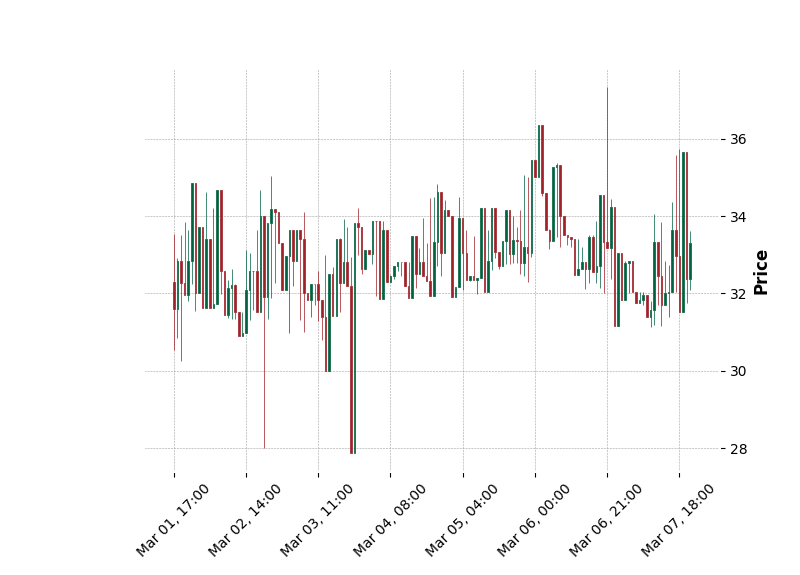 36
34
32
30
28
Price
Mar 01, 17:00
Mar 02, 14:00
Mar 03, 11:00
Mar 04, 08:00
Mar 05, 04:00
Mar 06, 00:00
Mar 06, 21:00
Mar 07, 18:00